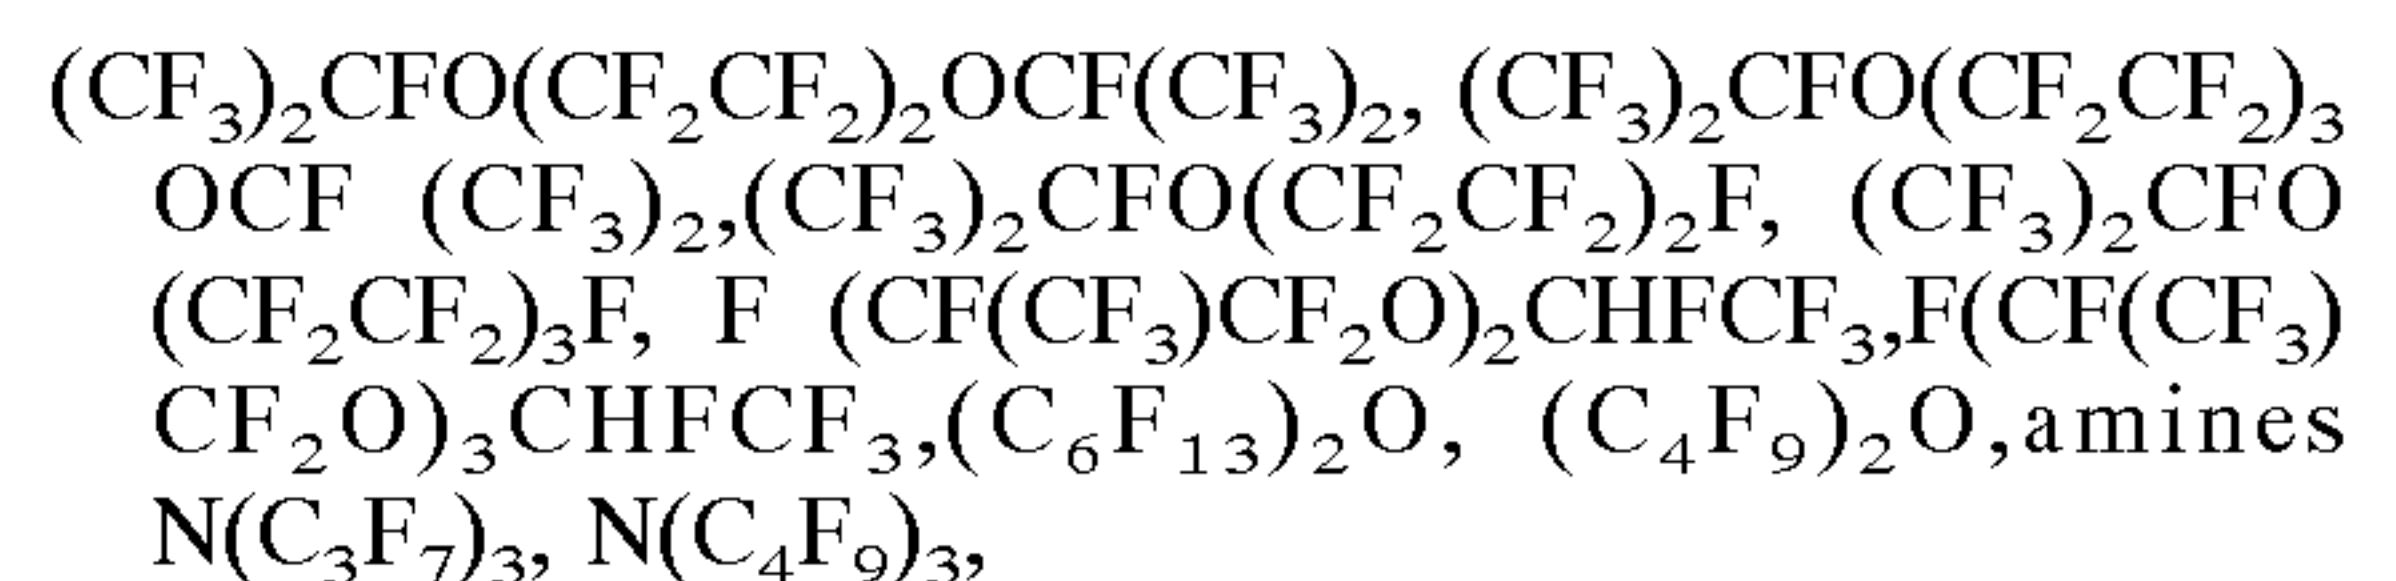 (CF₃)₂CFO(CF₂CF₂)₂OCF(CF₃)₂, (CF₃)₂CFO(CF₂CF₂)₃
OCF (CF₃)₂,(CF₃)₂CFO(CF₂CF₂)₂F, (CF₃)₂CFO
(CF₂CF₂)₃F, F (CF(CF₃)CF₂O)₂CHFCF₃,F(CF(CF₃)
CF₂O)₃CHFCF₃,(C₆F₁₃)₂O, (C₄F₉)₂O,amines
N(C₃F₇)₃, N(C₄F₉)₃,